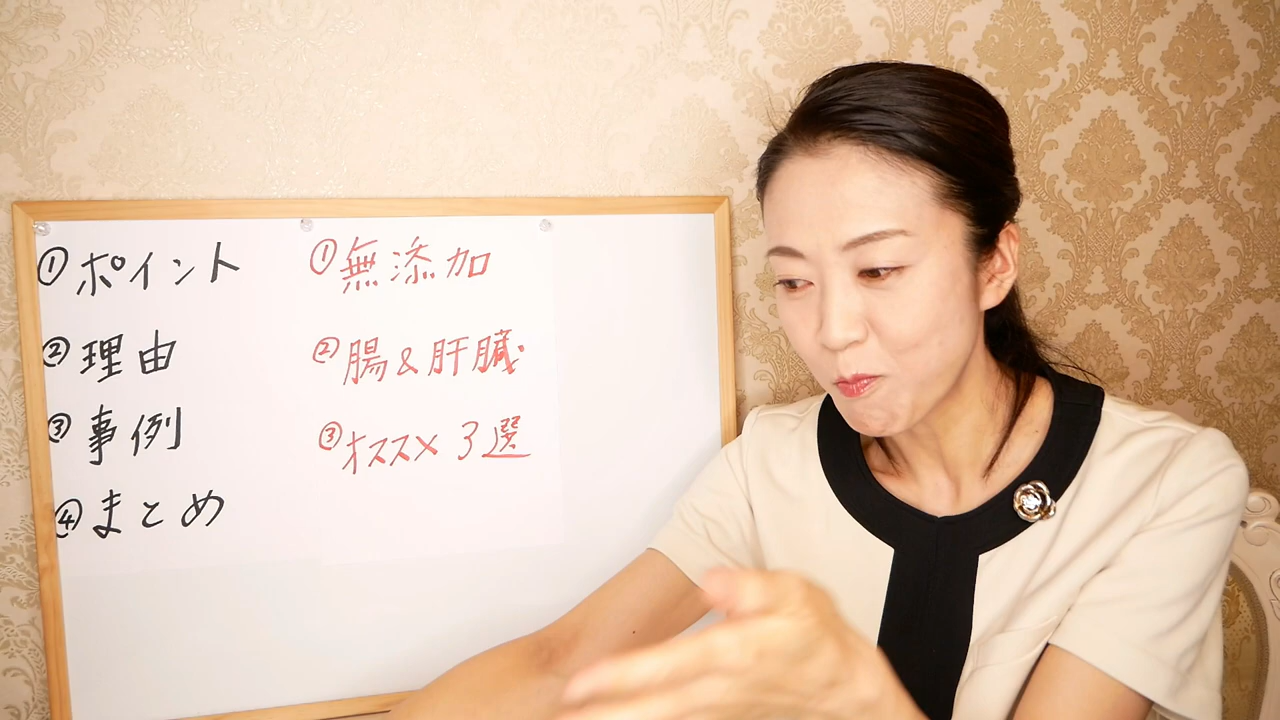 ①ポイント
②理由
③事例
④まとめ
①無添加
②腸&肝臓
③オススメ3選